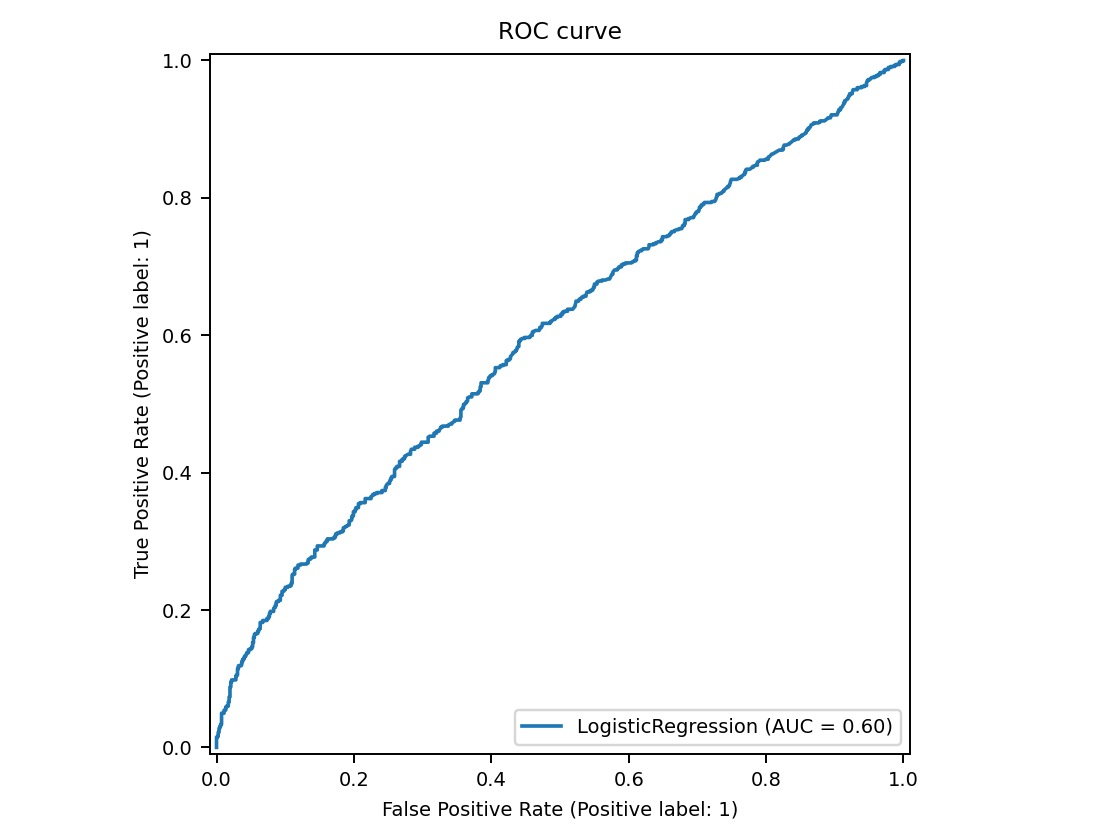 ROC curve
True Positive Rate (Positive label: 1)
1.0
0.8
0.6
0.4
0.2
0.0
LogisticRegression (AUC = 0.60)
0.0 0.2 0.4 0.6 0.8 1.0
False Positive Rate (Positive label: 1)